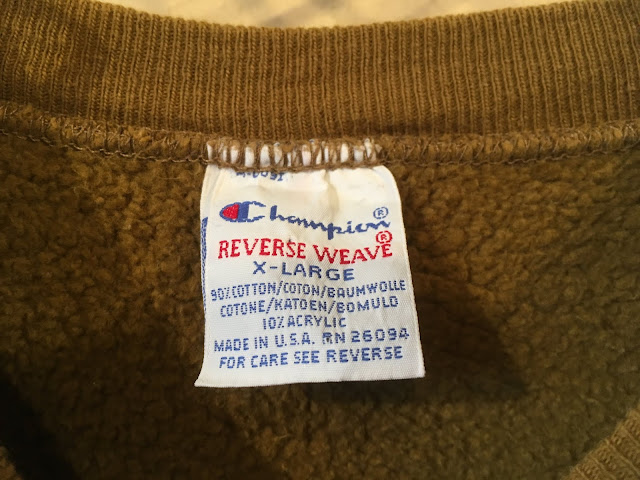 Champion®
REVERSE WEAVE®
X-LARGE
90% COTTON/COTON/BAUMWOLLE
COTONE/KATOEN/BOMULD
10% ACRYLIC
MADE IN U.S.A. RN 26094
FOR CARE SEE REVERSE